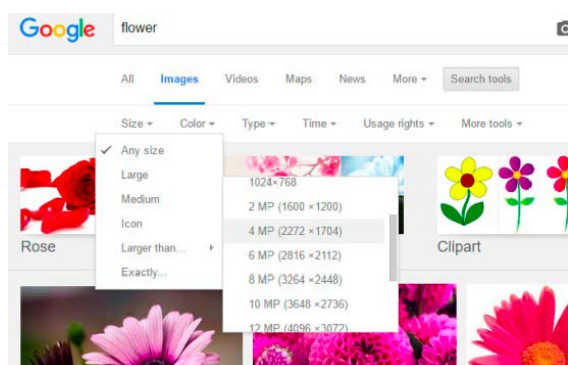 Google flower
All Images Videos Maps News More Search tools
Size Color Type Time Usage rights More tools
Any size
Large
Medium
Icon
Larger than...
Exactly...
1024×768
2 MP (1600 ×1200)
4 MP (2272 ×1704)
6 MP (2816 ×2112)
8 MP (3264 ×2448)
10 MP (3648 ×2736)
12 MP (4096 ×3072)
Rose
Clipart